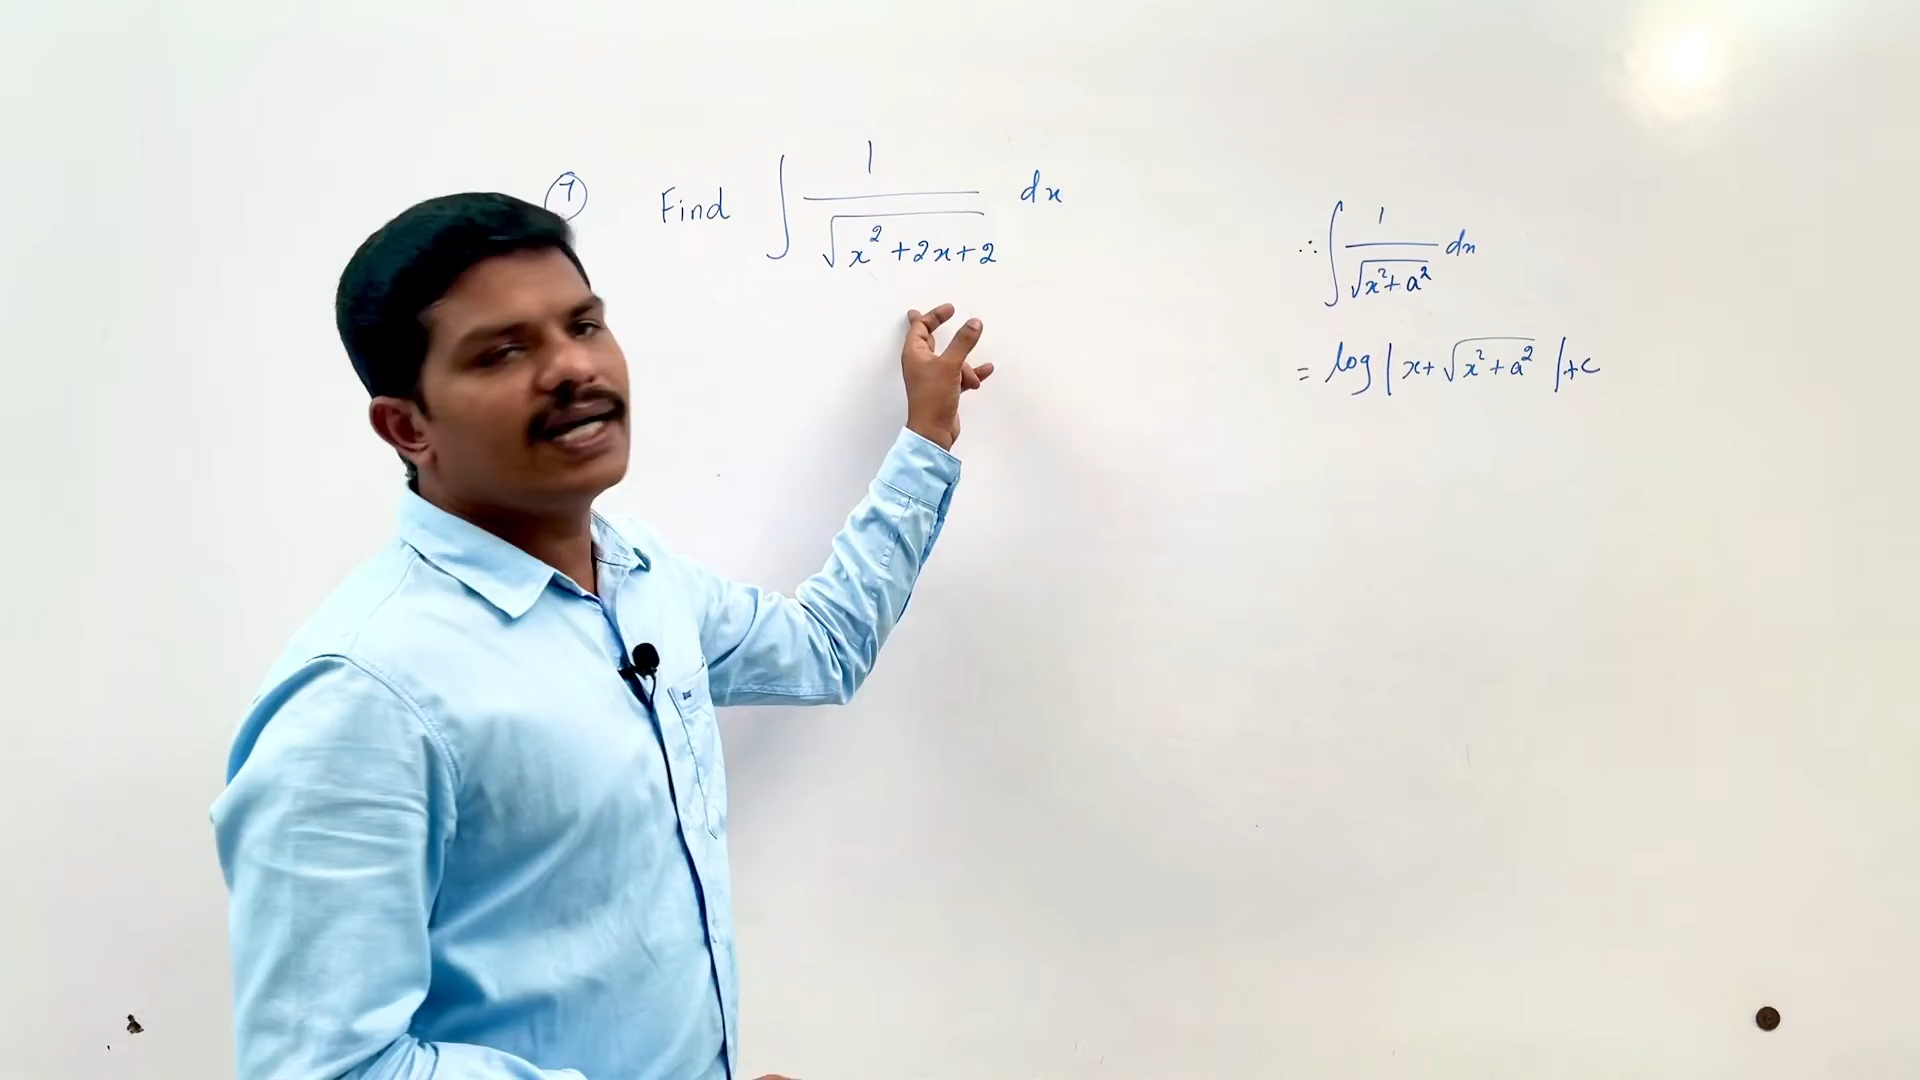 7 Find ∫ 1/√(x²+2x+2) dx
∴ ∫ 1/√(x²+a²) dx
= log |x+√(x²+a²)|+c